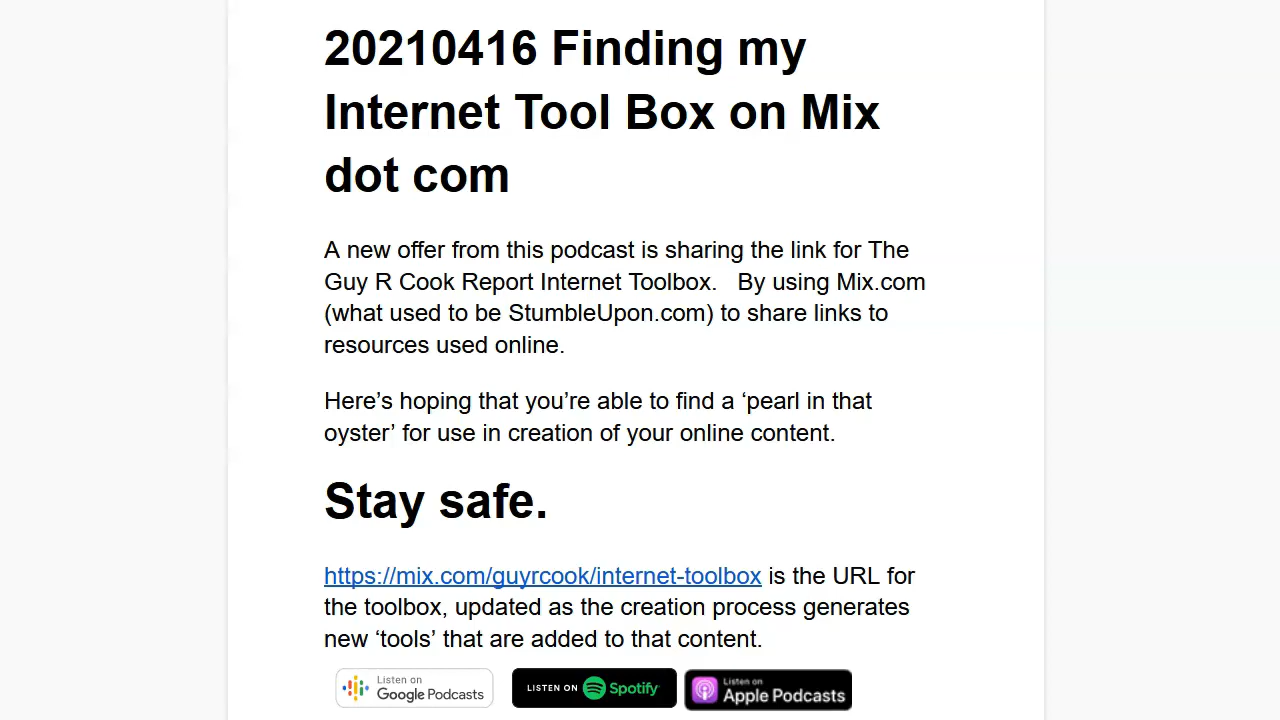 20210416 Finding my
Internet Tool Box on Mix
dot com
A new offer from this podcast is sharing the link for The
Guy R Cook Report Internet Toolbox.   By using Mix.com
(what used to be StumbleUpon.com) to share links to
resources used online.
Here’s hoping that you’re able to find a ‘pearl in that
oyster’ for use in creation of your online content.
Stay safe.
https://mix.com/guyrcook/internet-toolbox is the URL for
the toolbox, updated as the creation process generates
new ‘tools’ that are added to that content.
Listen on
Google Podcasts
LISTEN ON Spotify
Listen on
Apple Podcasts